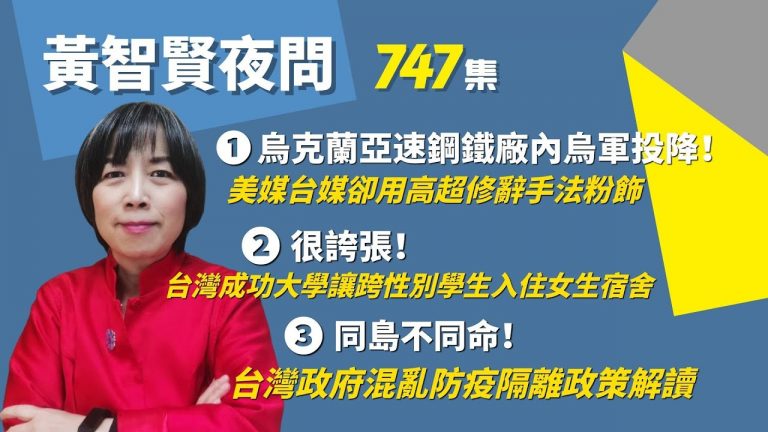 黃智賢夜問 747集
❶烏克蘭亞速鋼鐵廠內烏軍投降!
美媒台媒卻用高超修辭手法粉飾
❷很誇張!
台灣成功大學讓跨性別學生入住女生宿舍
❸同島不同命!
台灣政府混亂防疫隔離政策解讀